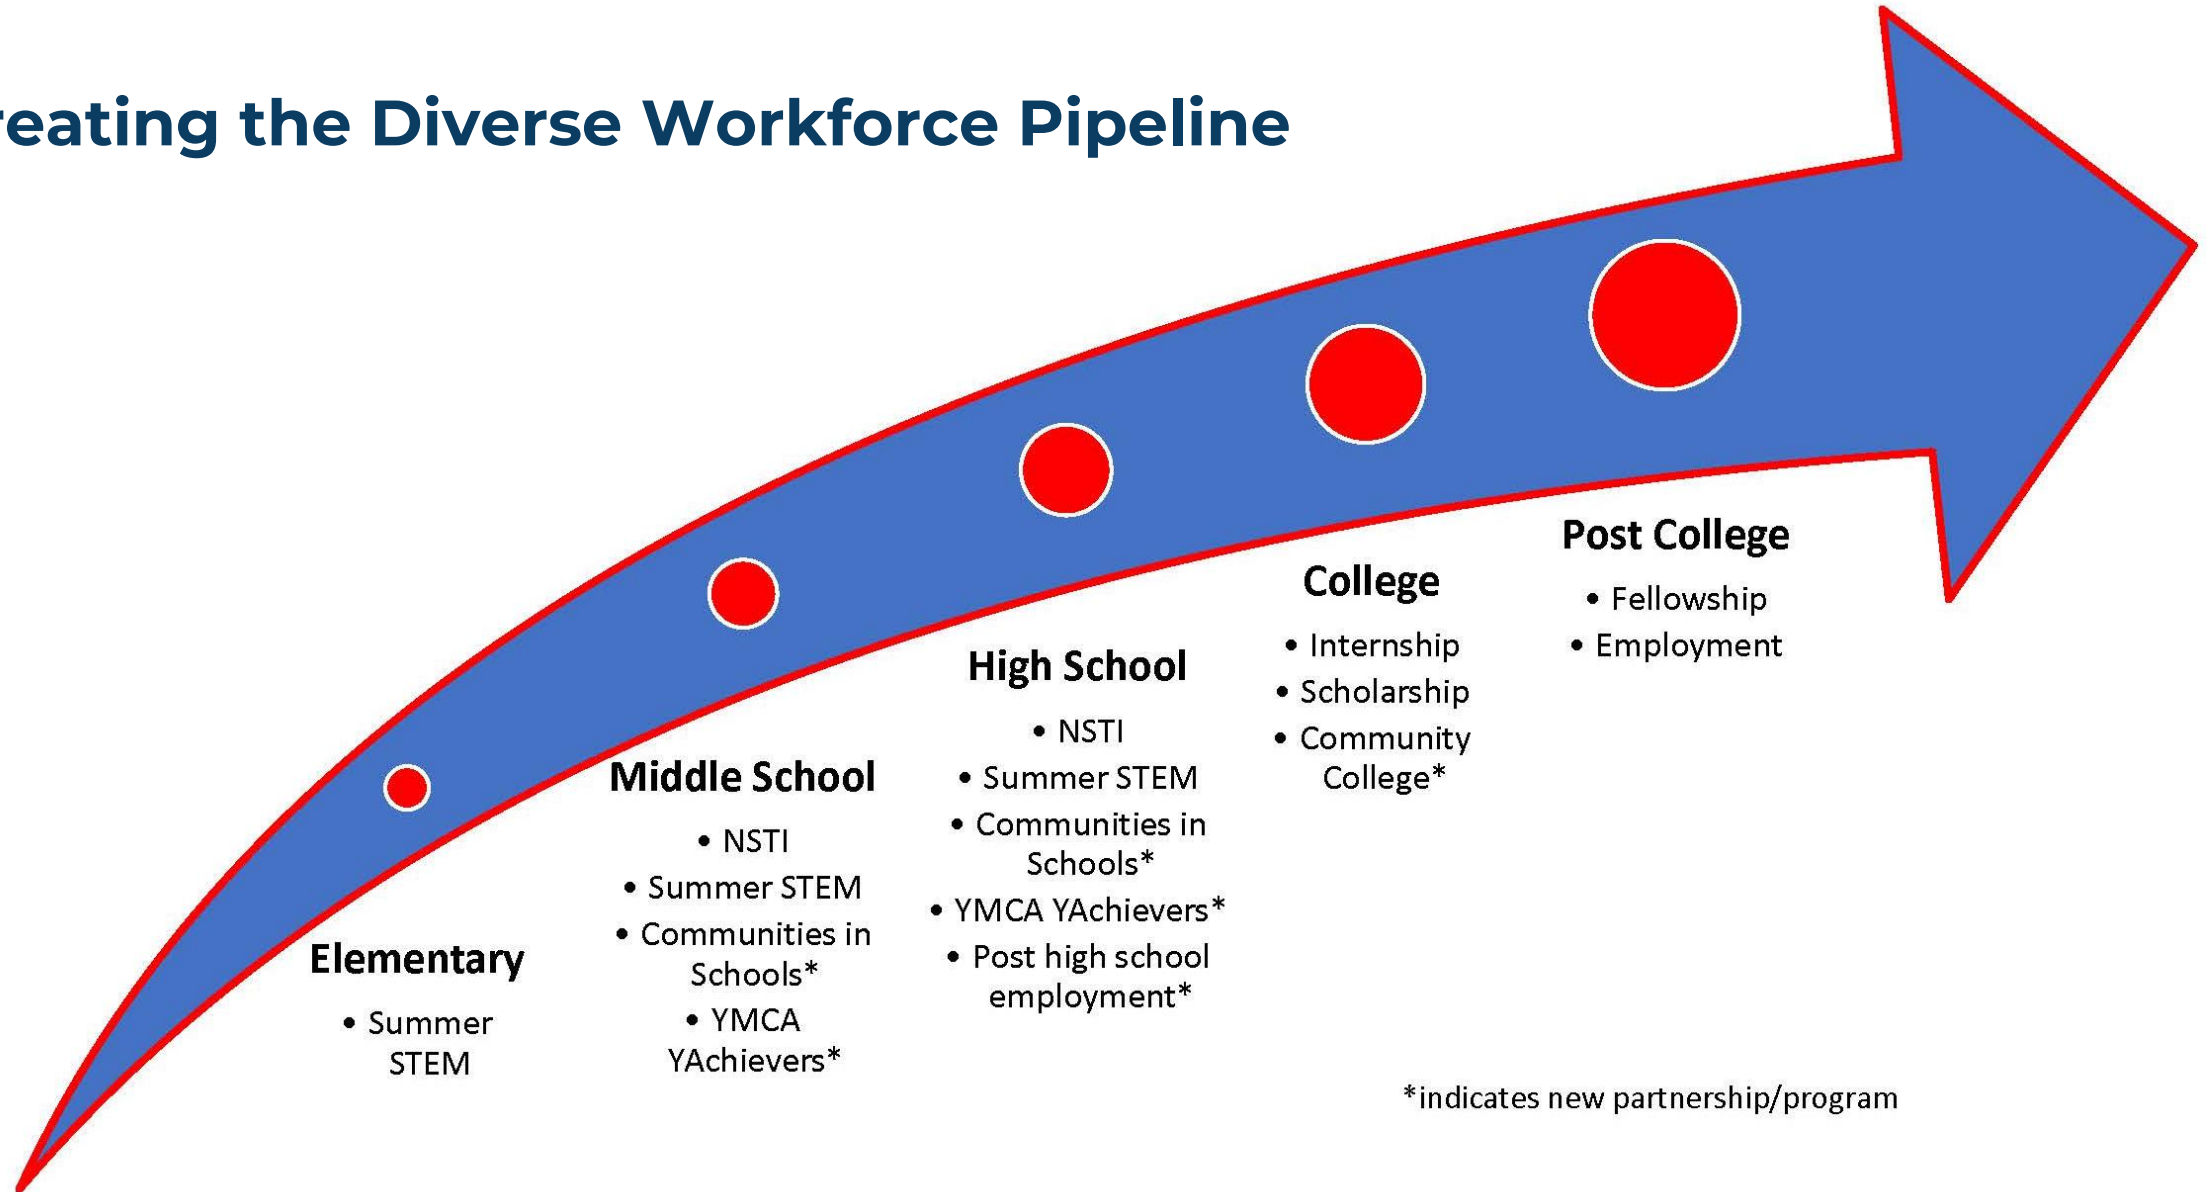 reating the Diverse Workforce Pipeline
Elementary
• Summer
STEM
Middle School
• NSTI
• Summer STEM
• Communities in
Schools*
• YMCA
YAchievers*
High School
• NSTI
• Summer STEM
• Communities in
Schools*
• YMCA YAchievers*
• Post high school
employment*
College
• Internship
• Scholarship
• Community
College*
Post College
• Fellowship
• Employment
*indicates new partnership/program